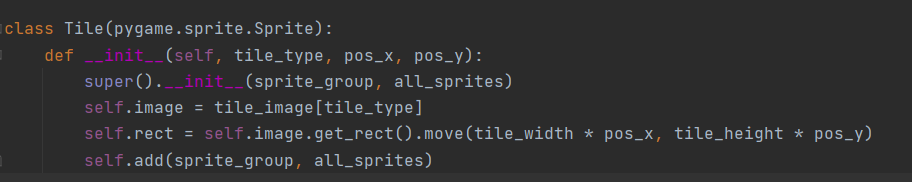 class Tile(pygame.sprite.Sprite):
    def __init__(self, tile_type, pos_x, pos_y):
        super().__init__(sprite_group, all_sprites)
        self.image = tile_image[tile_type]
        self.rect = self.image.get_rect().move(tile_width * pos_x, tile_height * pos_y)
        self.add(sprite_group, all_sprites)